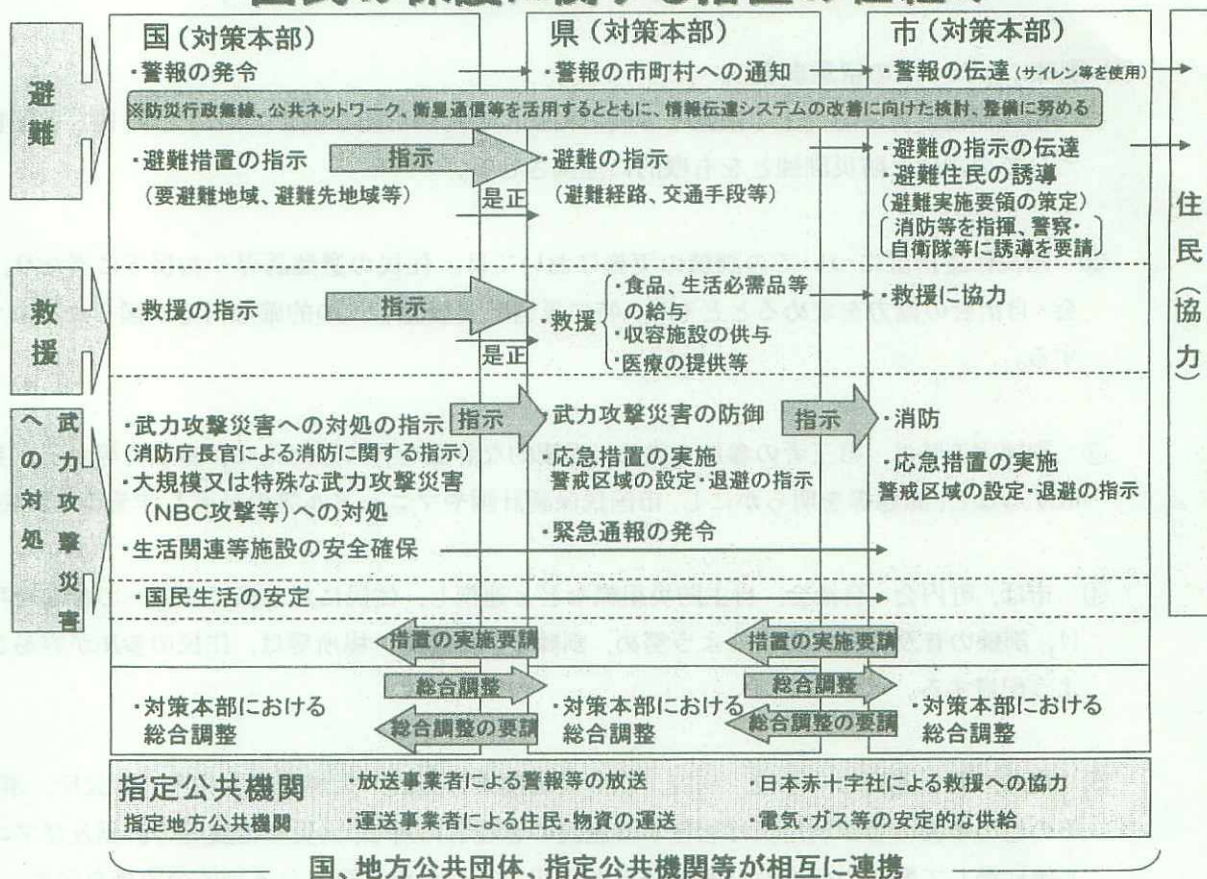 国民の保護に関する措置の仕組み
避難
国(対策本部)
・警報の発令
県(対策本部)
・警報の市町村への通知
市(対策本部)
・警報の伝達(サイレン等を使用)
※防災行政無線、公共ネットワーク、衛星通信等を活用するとともに、情報伝達システムの改善に向けた検討、整備に努める
・避難措置の指示
(要避難地域、避難先地域等)
指示
是正
・避難の指示
(避難経路、交通手段等)
・避難の指示の伝達
・避難住民の誘導
(避難実施要領の策定)
消防等を指揮、警察・
自衛隊等に誘導を要請
住民(協力)
救援
・救援の指示
指示
是正
・救援
・食品、生活必需品等
の給与
・収容施設の供与
・医療の提供等
・救援に協力
武力攻撃災害
への対処
・武力攻撃災害への対処の指示
(消防庁長官による消防に関する指示)
・大規模又は特殊な武力攻撃災害
(NBC攻撃等)への対処
・生活関連等施設の安全確保
・国民生活の安定
指示
・武力攻撃災害の防御
・応急措置の実施
警戒区域の設定・退避の指示
・緊急通報の発令
指示
・消防
・応急措置の実施
警戒区域の設定・退避の指示
措置の実施要請
措置の実施要請
・対策本部における
総合調整
総合調整
総合調整の要請
・対策本部における
総合調整
総合調整
総合調整の要請
・対策本部における
総合調整
指定公共機関
指定地方公共機関
・放送事業者による警報等の放送
・運送事業者による住民・物資の運送
・日本赤十字社による救援への協力
・電気・ガス等の安定的な供給
国、地方公共団体、指定公共機関等が相互に連携